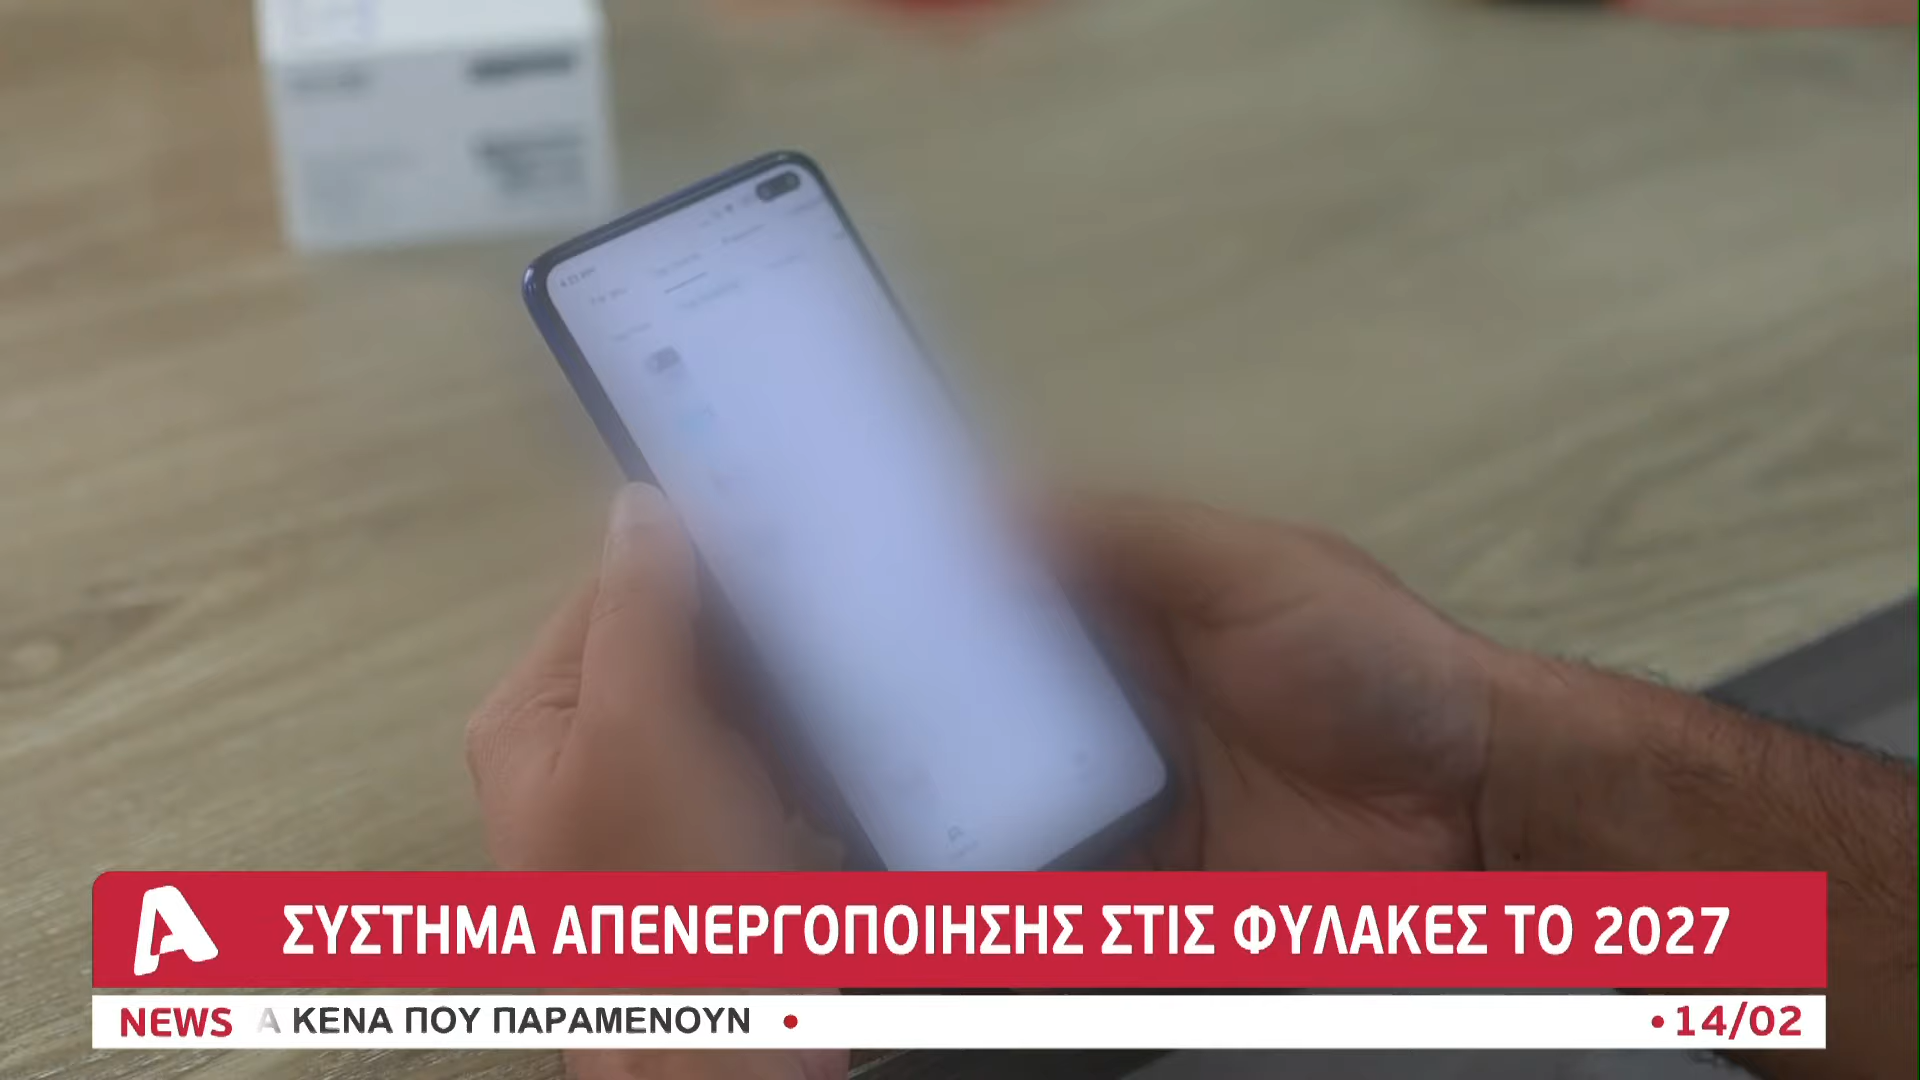 ΣΥΣΤΗΜΑ ΑΠΕΝΕΡΓΟΠΟΙΗΣΗΣ ΣΤΙΣ ΦΥΛΑΚΕΣ ΤΟ 2027
NEWS Α ΚΕΝΑ ΠΟΥ ΠΑΡΑΜΕΝΟΥΝ • •14/02